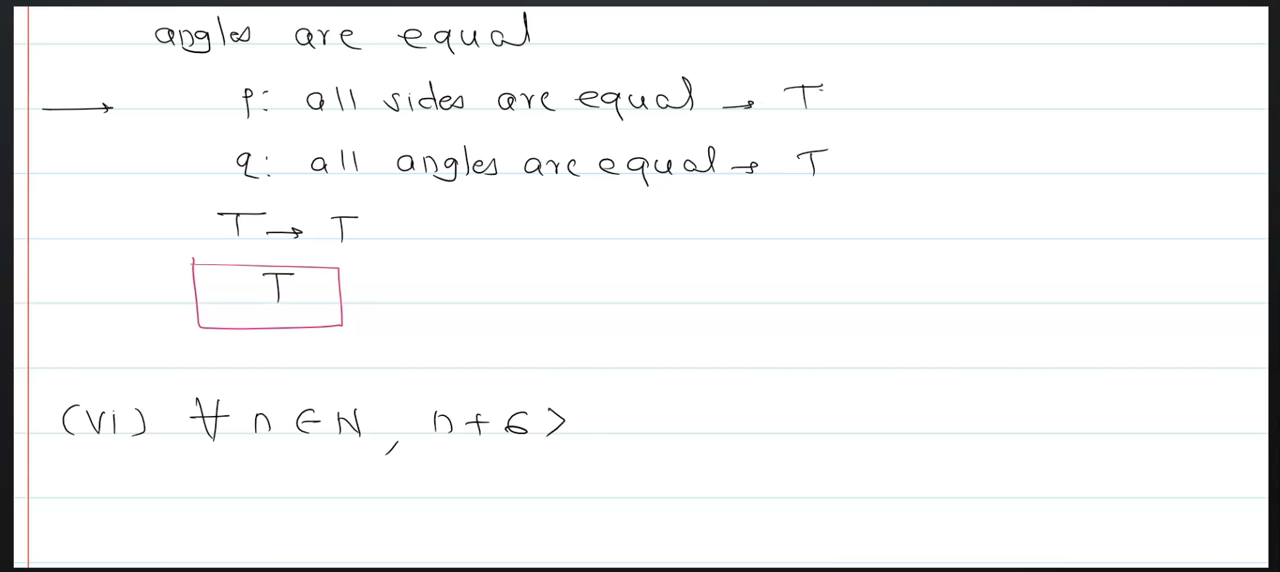 angles are equal
→ p: all sides are equal → T
q: all angles are equal → T
T → T
T
(vi) ∀ n ∈ N, n + 6 >